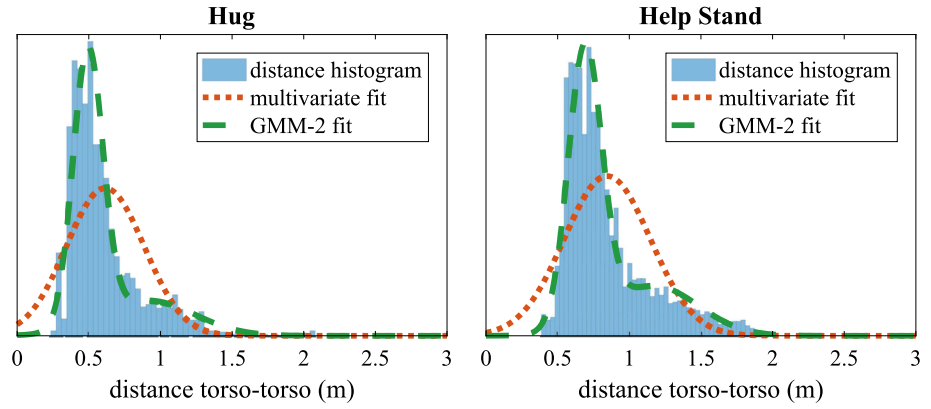 Hug
distance histogram
multivariate fit
GMM-2 fit
0 0.5 1 1.5 2 2.5 3
distance torso-torso (m)
Help Stand
distance histogram
multivariate fit
GMM-2 fit
0 0.5 1 1.5 2 2.5 3
distance torso-torso (m)